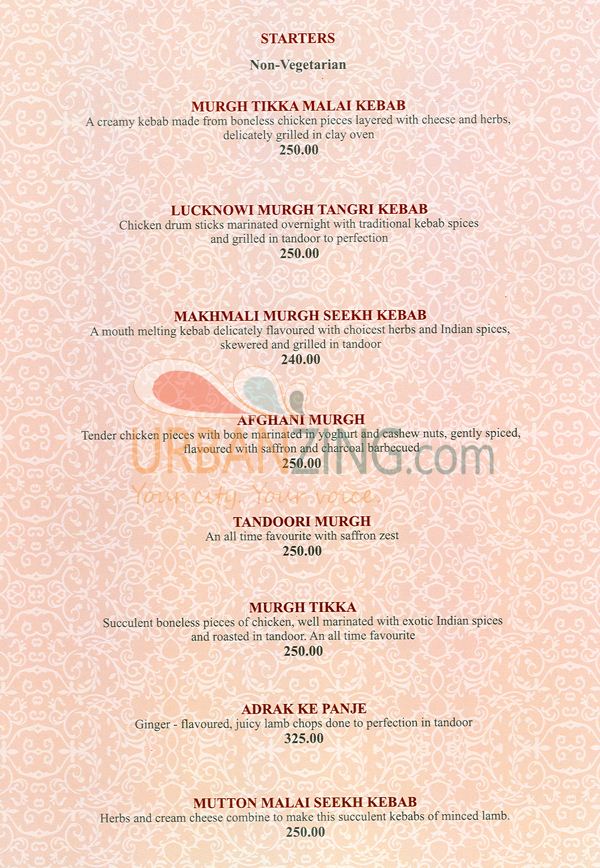 STARTERS
Non-Vegetarian
MURGH TIKKA MALAI KEBAB
A creamy kebab made from boneless chicken pieces layered with cheese and herbs,
delicately grilled in clay oven
250.00
LUCKNOWI MURGH TANGRI KEBAB
Chicken drum sticks marinated overnight with traditional kebab spices
and grilled in tandoor to perfection
250.00
MAKHMALI MURGH SEEKH KEBAB
A mouth melting kebab delicately flavoured with choicest herbs and Indian spices,
skewered and grilled in tandoor
240.00
AFGHANI MURGH
Tender chicken pieces with bone marinated in yoghurt and cashew nuts, gently spiced,
flavoured with saffron and charcoal barbecued
250.00
URBANZING.com
Your city. Your voice.
TANDOORI MURGH
An all time favourite with saffron zest
250.00
MURGH TIKKA
Succulent boneless pieces of chicken, well marinated with exotic Indian spices
and roasted in tandoor. An all time favourite
250.00
ADRAK KE PANJE
Ginger - flavoured, juicy lamb chops done to perfection in tandoor
325.00
MUTTON MALAI SEEKH KEBAB
Herbs and cream cheese combine to make this succulent kebabs of minced lamb.
250.00